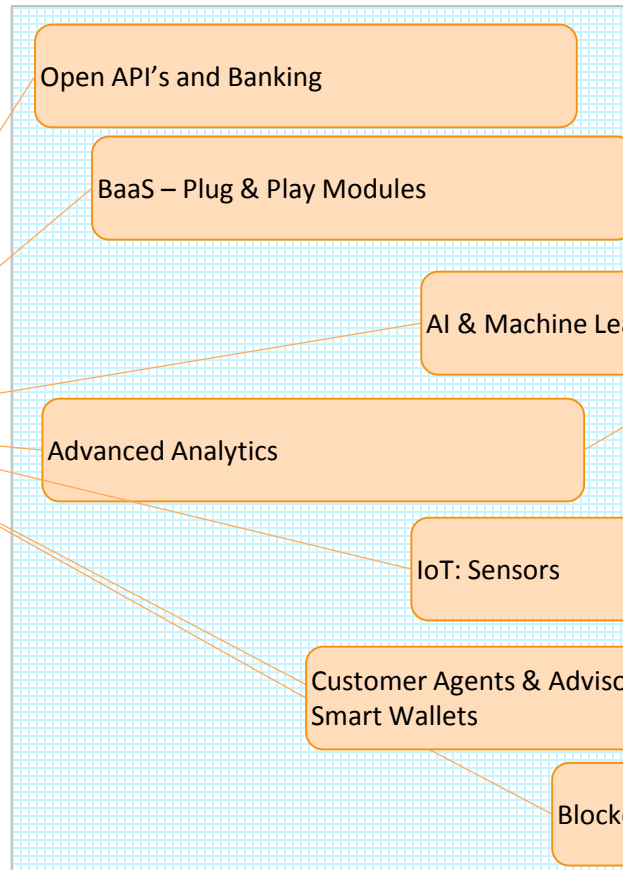 Open API's and Banking
BaaS – Plug & Play Modules
AI & Machine
Advanced Analytics
IoT: Sensors
Customer Agents &
Smart Wallets